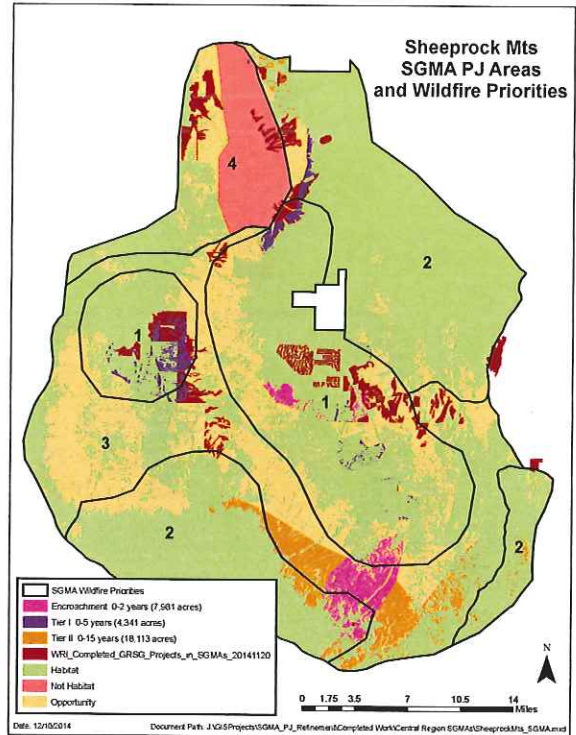 Sheeprock Mts
SGMA PJ Areas
and Wildfire Priorities
4
2
1
1
3
2
2
SGMA Wildfire Priorities
Encroachment 0-2 years (7,981 acres)
Tier I 0-5 years (4,341 acres)
Tier II 0-15 years (18,113 acres)
WRI_Completed_GRSG_Projects_in_SGMAs_20141120
Habitat
Not Habitat
Opportunity
N
0 1.75 3.5 7 10.5 14
Miles
Date: 12/10/2014
Document Path: J:\GISProjects\SGMA_PJ_Refinement\Completed Work\Central Region SGMAs\SheeprockMts_SGMA.mxd